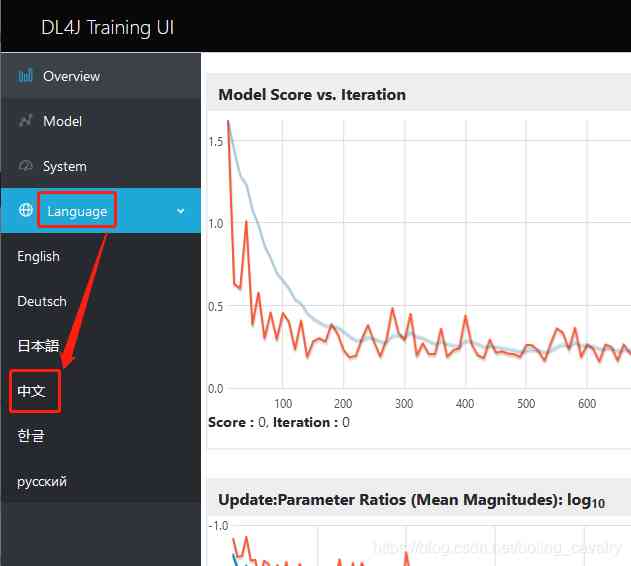 DL4J Training UI
Overview
Model
System
Language
English
Deutsch
日本語
中文
한글
русский
Model Score vs. Iteration
1.5
1.0
0.5
0.0
100 200 300 400 500 600
Score : 0, Iteration : 0
Update:Parameter Ratios (Mean Magnitudes): log10
-1.0
https://blog.csdn.net/boling_cavalry